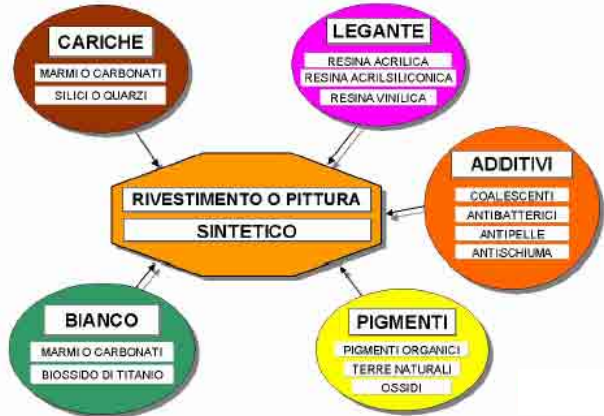 CARICHE
MARMI O CARBONATI
SILICI O QUARZI
LEGANTE
RESINA ACRILICA
RESINA ACRILSILICONICA
RESINA VINILICA
RIVESTIMENTO O PITTURA
SINTETICO
ADDITIVI
COALESCENTI
ANTIBATTERICI
ANTIPELLE
ANTISCHIUMA
BIANCO
MARMI O CARBONATI
BIOSSIDO DI TITANIO
PIGMENTI
PIGMENTI ORGANICI
TERRE NATURALI
OSSIDI